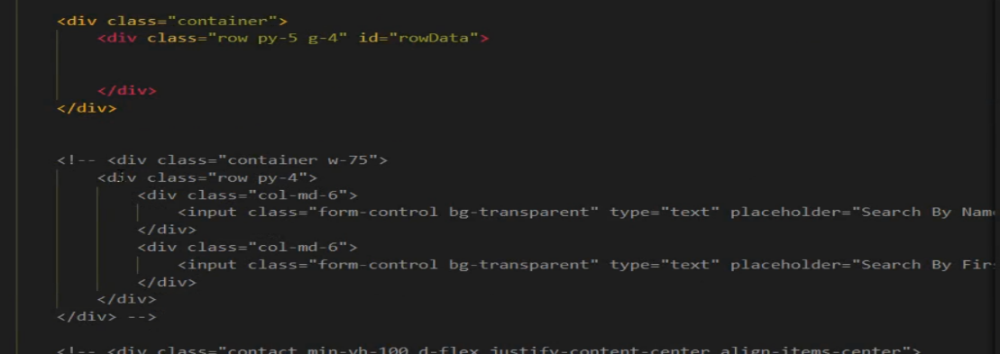 <div class="container">
<div class="row py-5 g-4" id="rowData">
</div>
</div>
<!-- <div class="container w-75">
<div class="row py-4">
<div class="col-md-6">
<input class="form-control bg-transparent" type="text" placeholder="Search By Nam
</div>
<div class="col-md-6">
<input class="form-control bg-transparent" type="text" placeholder="Search By Fir
</div>
</div>
</div> -->
<!-- <div class="contact min-vh-100 d-flex justify-content-center align-items-center">